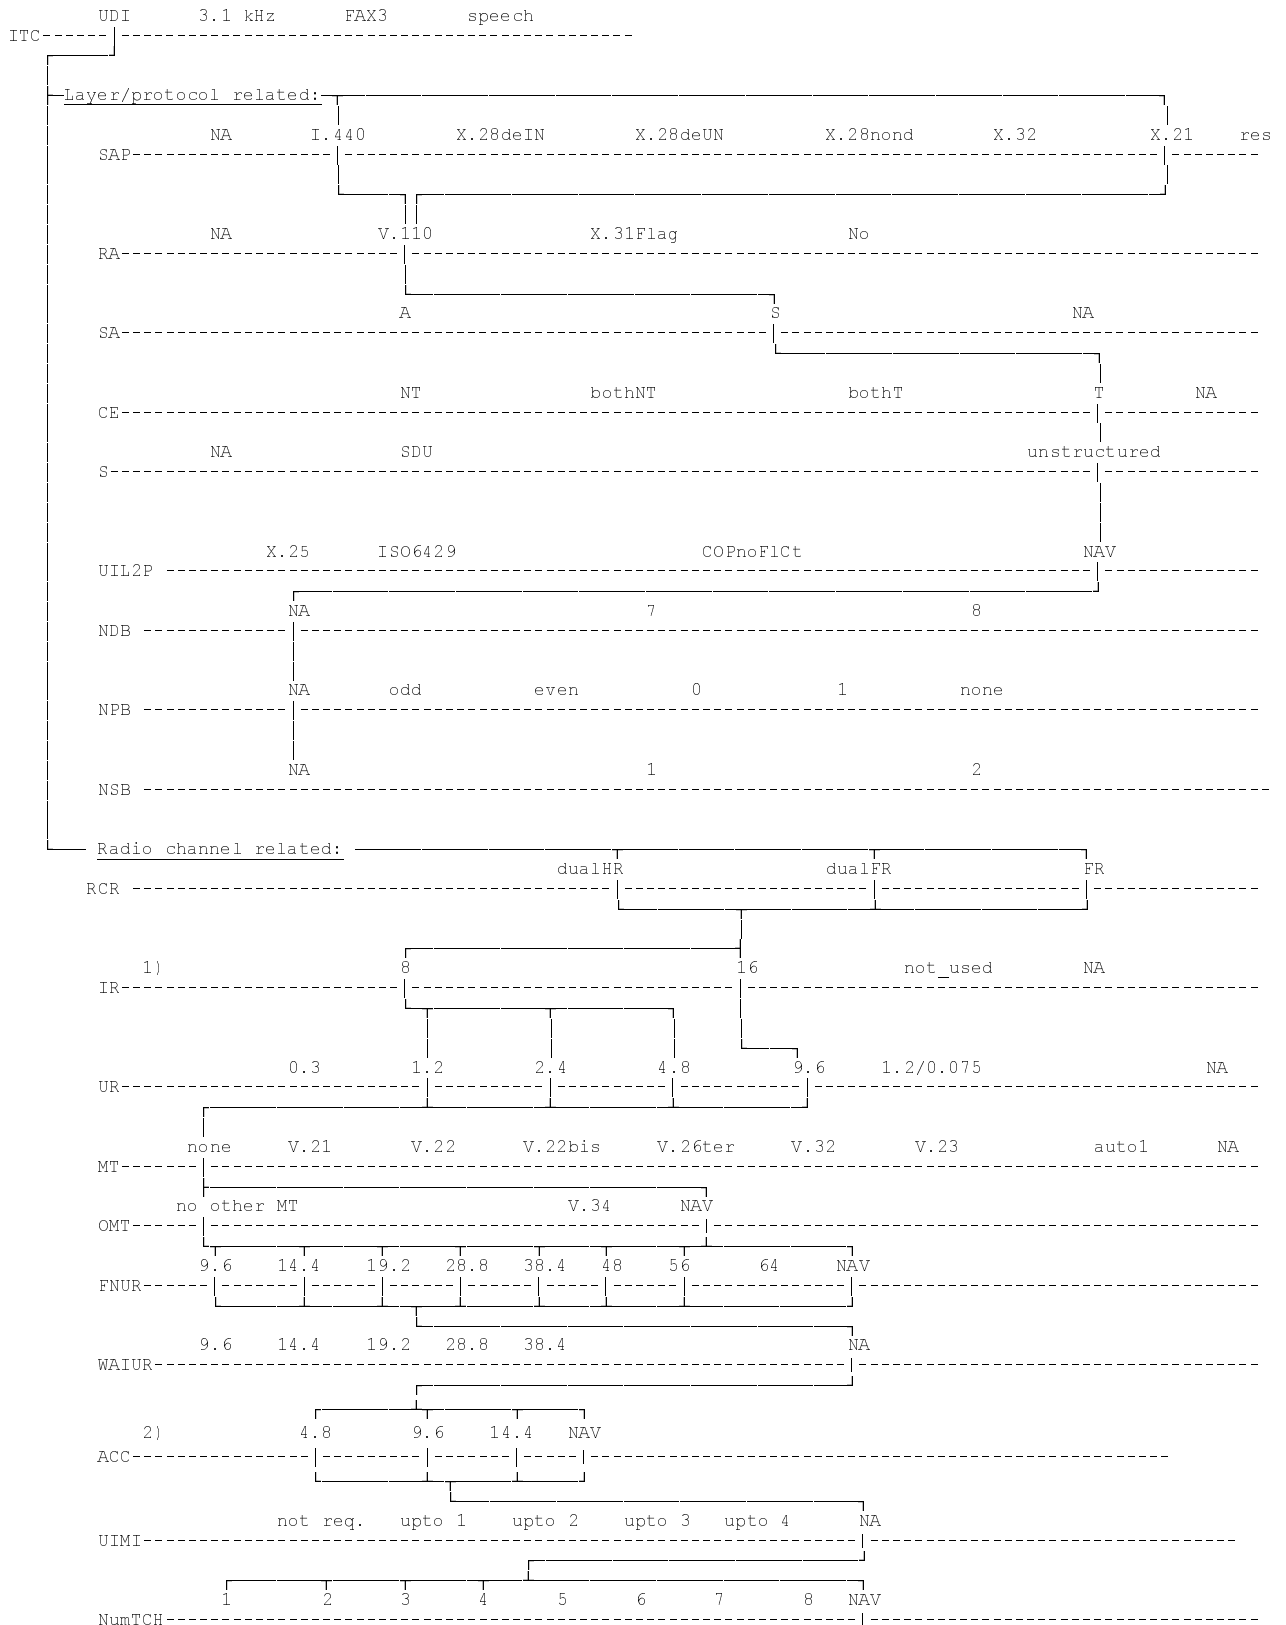 UDI 3.1 kHz FAX3 speech
ITC
Layer/protocol related:
NA I.440 X.28deIN X.28deUN X.28nond X.32 X.21 res
SAP
NA V.110 X.31Flag No
RA
A S NA
SA
NT bothNT bothT T NA
CE
NA SDU unstructured
S
X.25 ISO6429 COPnoFlCt NAV
UIL2P
NA 7 8
NDB
NA odd even 0 1 none
NPB
NA 1 2
NSB
Radio channel related:
dualHR dualFR FR
RCR
1) 8 16 not_used NA
IR
0.3 1.2 2.4 4.8 9.6 1.2/0.075 NA
UR
none V.21 V.22 V.22bis V.26ter V.32 V.23 auto1 NA
MT
no other MT V.34 NAV
OMT
9.6 14.4 19.2 28.8 38.4 48 56 64 NAV
FNUR
9.6 14.4 19.2 28.8 38.4 NA
WAIUR
2) 4.8 9.6 14.4 NAV
ACC
not req. upto 1 upto 2 upto 3 upto 4 NA
UIMI
1 2 3 4 5 6 7 8 NAV
NumTCH